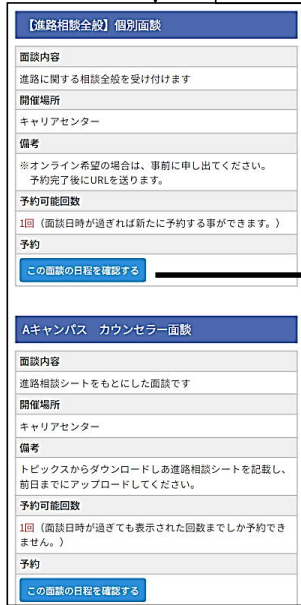 【進路相談全般】個別面談
面談内容
進路に関する相談全般を受け付けます
開催場所
キャリアセンター
備考
※オンライン希望の場合は、事前に申し出てください。
予約完了後にURLを送ります。
予約可能回数
1回（面談日時が過ぎれば新たに予約する事ができます。）
予約
この面談の日程を確認する
Aキャンパス　カウンセラー面談
面談内容
進路相談シートをもとにした面談です
開催場所
キャリアセンター
備考
トピックスからダウンロードしあ進路相談シートを記載し、
前日までにアップロードしてください。
予約可能回数
1回（面談日時が過ぎても表示された回数までしか予約でき
ません。）
予約
この面談の日程を確認する